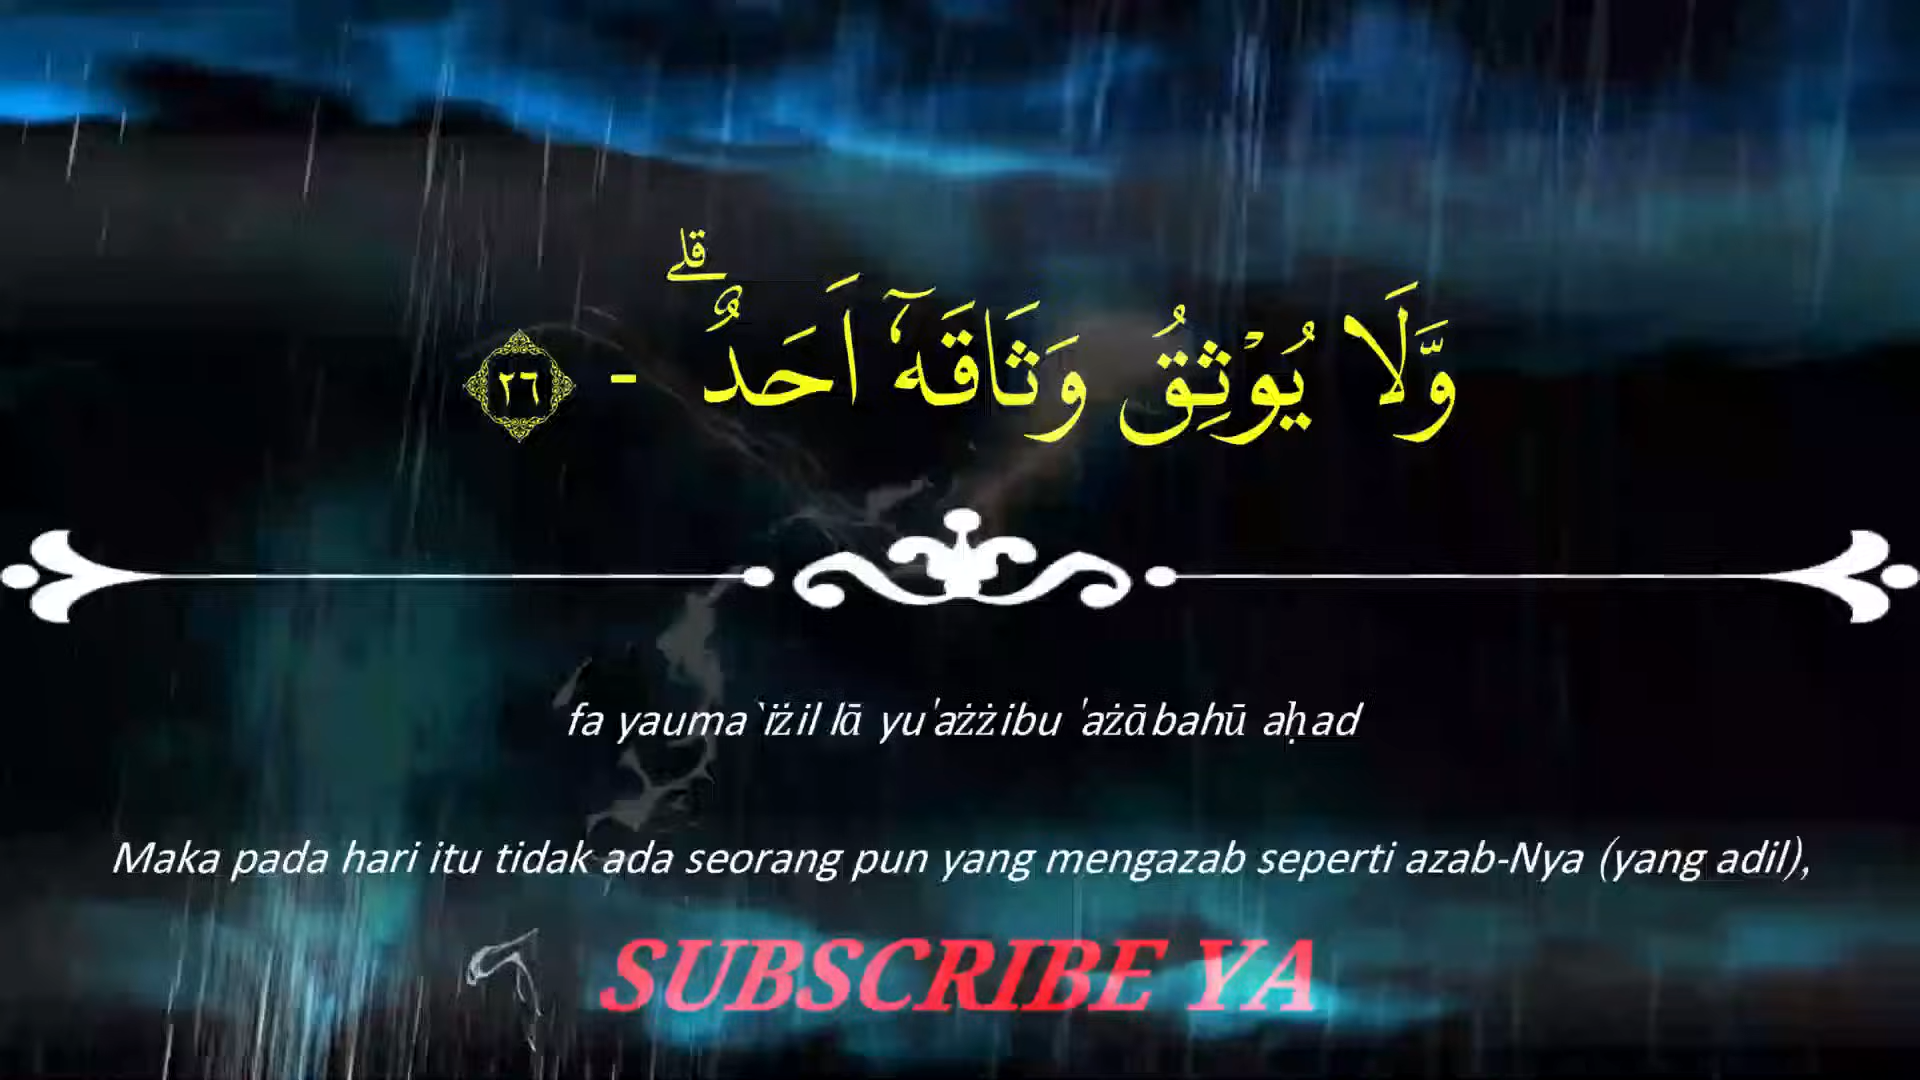 وَّلَا يُوْثِقُ وَثَاقَهٗٓ اَحَدٌ ۗ - ٢٦
fa yauma`iżil lā yu'ażżibu 'ażābahū aḥad
Maka pada hari itu tidak ada seorang pun yang mengazab seperti azab-Nya (yang adil),
SUBSCRIBE YA